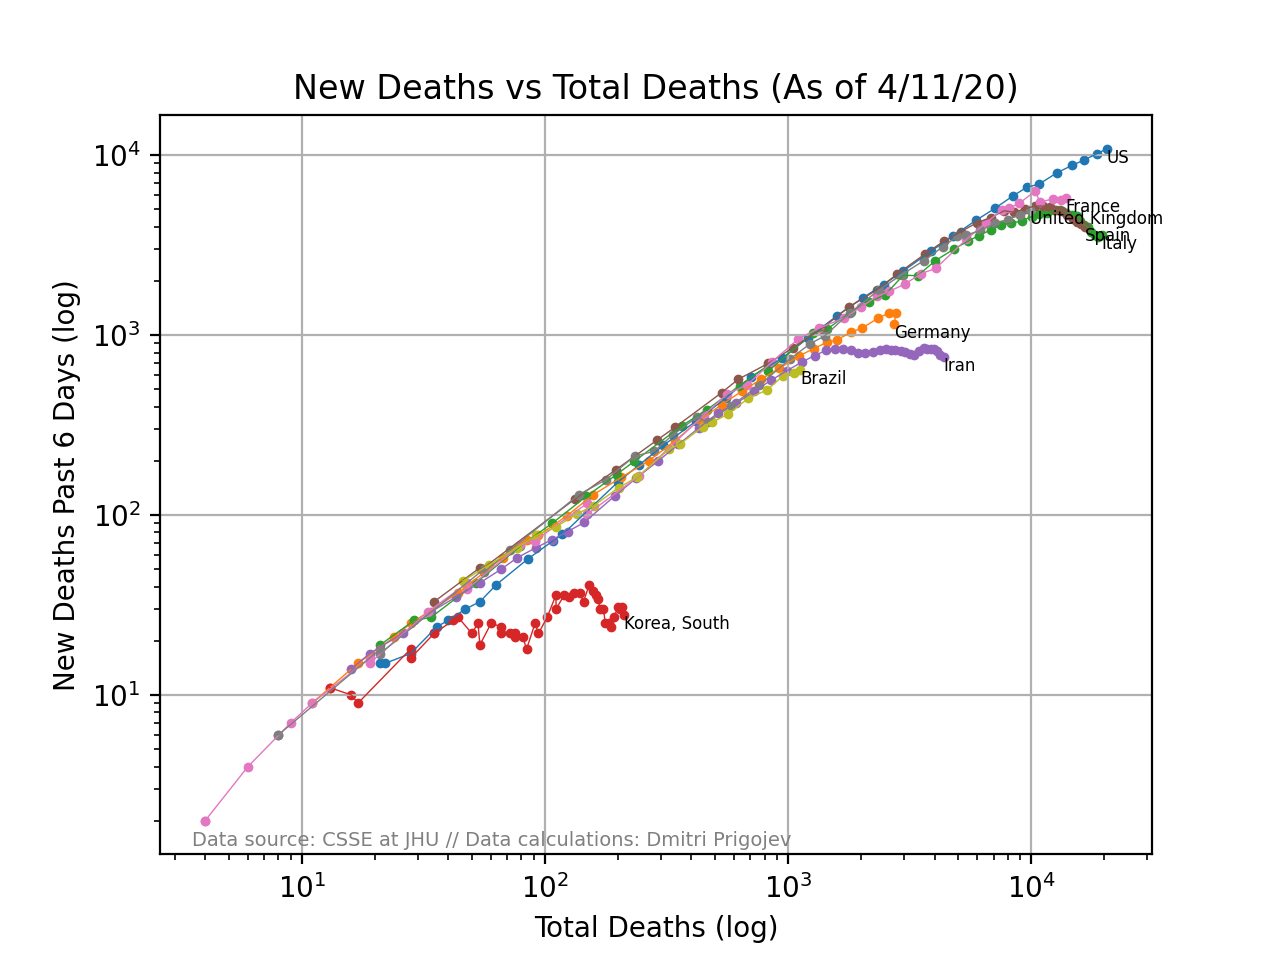 New Deaths vs Total Deaths (As of 4/11/20)
New Deaths Past 6 Days (log)
10⁴
10³
10²
10¹
US
France
United Kingdom
Spain
Italy
Germany
Iran
Brazil
Korea, South
Data source: CSSE at JHU // Data calculations: Dmitri Prigojev
10¹ 10² 10³ 10⁴
Total Deaths (log)